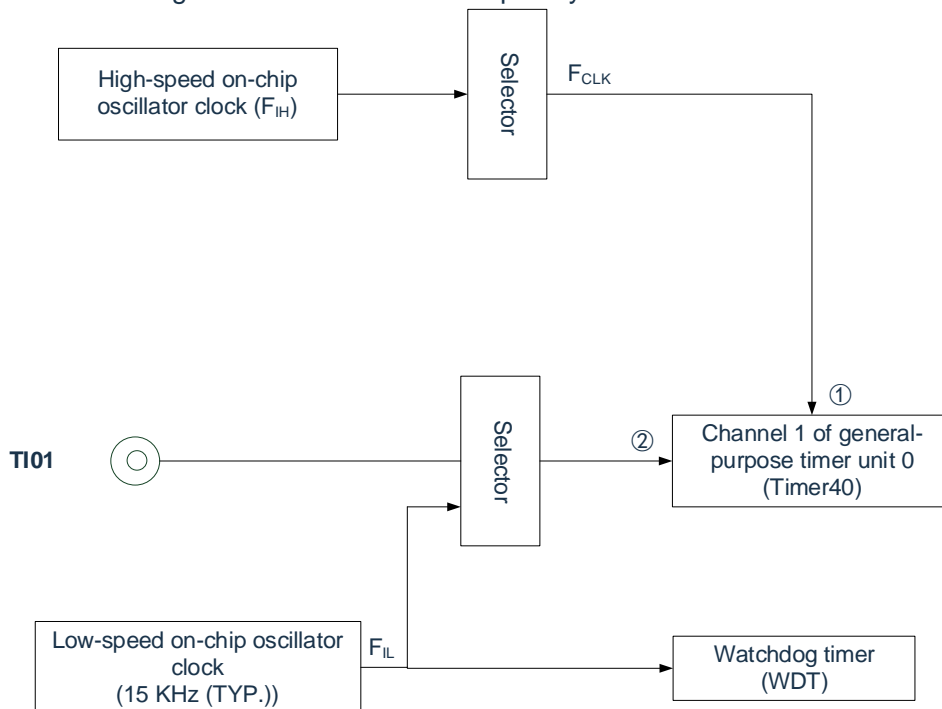 High-speed on-chip
oscillator clock (FIH)
Selector
FCLK
①
TI01
Selector
②
Channel 1 of general-
purpose timer unit 0
(Timer40)
Low-speed on-chip oscillator
clock
(15 KHz (TYP.))
FIL
Watchdog timer
(WDT)